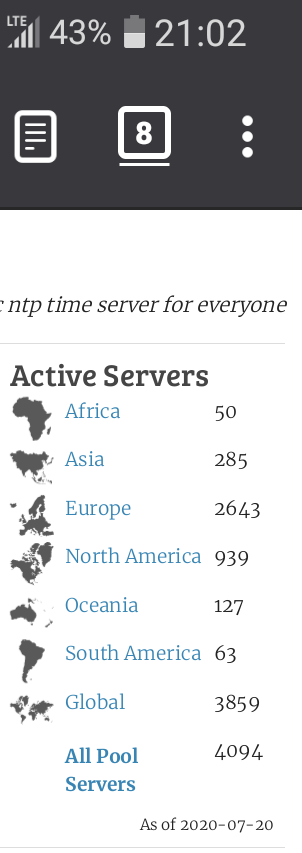 LTE 43% 21:02
8
ntp time server for everyone
Active Servers
Africa 50
Asia 285
Europe 2643
North America 939
Oceania 127
South America 63
Global 3859
All Pool 4094
Servers
As of 2020-07-20